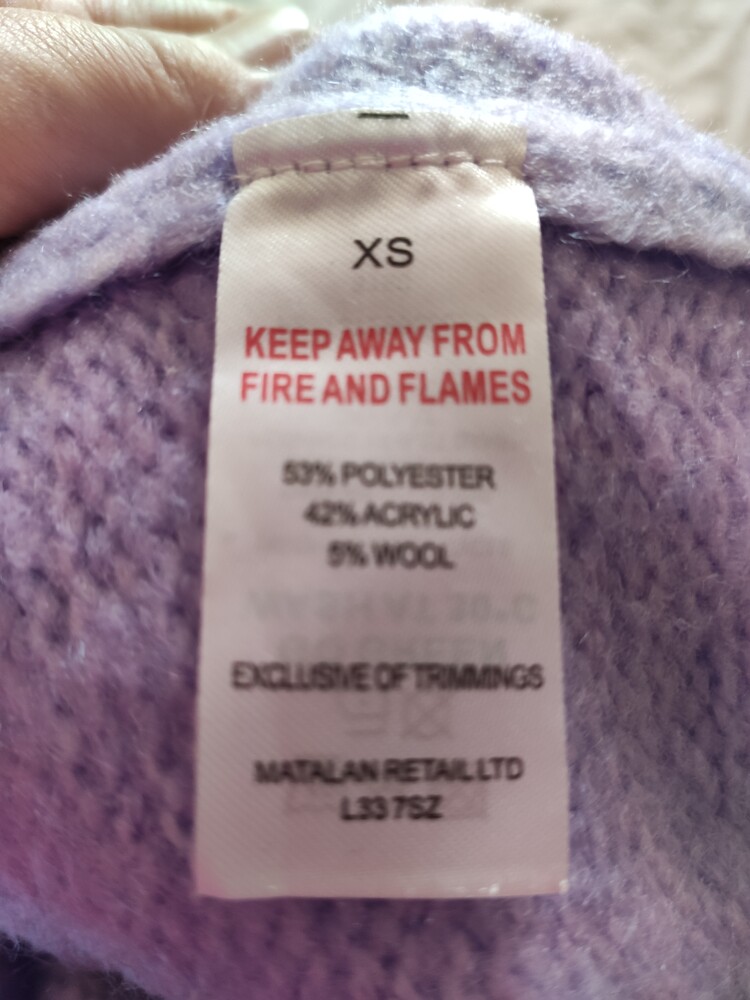 XS
KEEP AWAY FROM
FIRE AND FLAMES
53% POLYESTER
42% ACRYLIC
5% WOOL
EXCLUSIVE OF TRIMMINGS
MATALAN RETAIL LTD
L33 7SZ